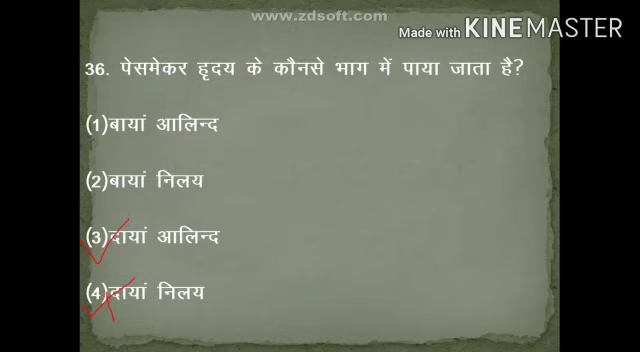 www.zdsoft.com
Made with KINEMASTER
36. पेसमेकर हृदय के कौनसे भाग में पाया जाता है?
(1)बायां आलिन्द
(2)बायां निलय
(3)दायां आलिन्द
(4)दायां निलय